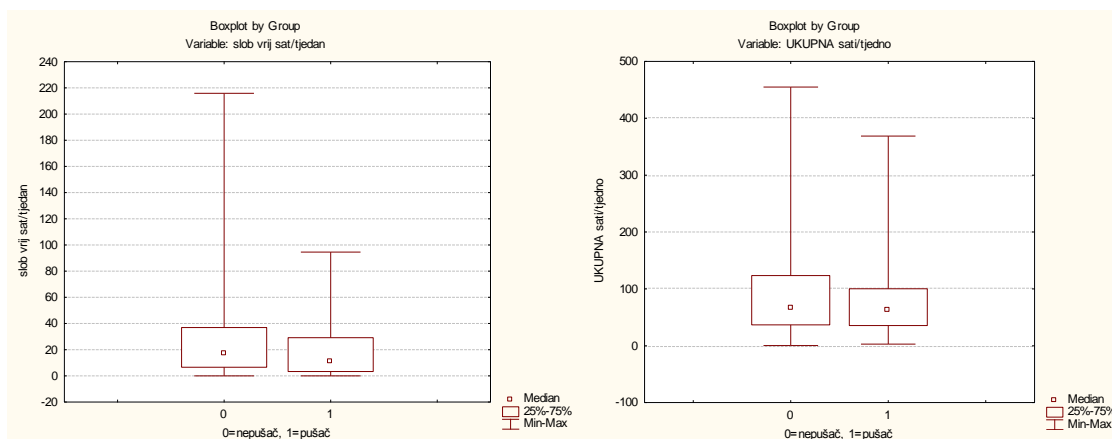 Boxplot by Group
Variable: slob vrij sat/tjedan
240
220
200
180
160
140
120
100
80
60
40
20
0
-20
slob vrij sat/tjedan
0
1
0=nepušač, 1=pušač
Median
25%-75%
Min-Max
Boxplot by Group
Variable: UKUPNA sati/tjedno
500
400
300
200
100
0
-100
UKUPNA sati/tjedno
0
1
0=nepušač, 1=pušač
Median
25%-75%
Min-Max